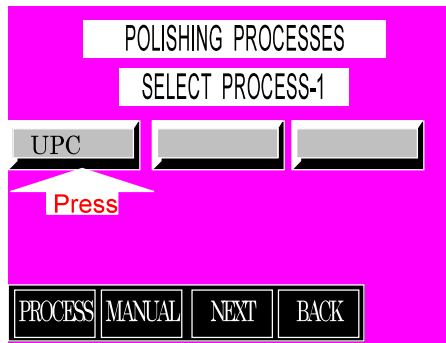 POLISHING PROCESSES
SELECT PROCESS-1
UPC
Press
PROCESS MANUAL NEXT BACK